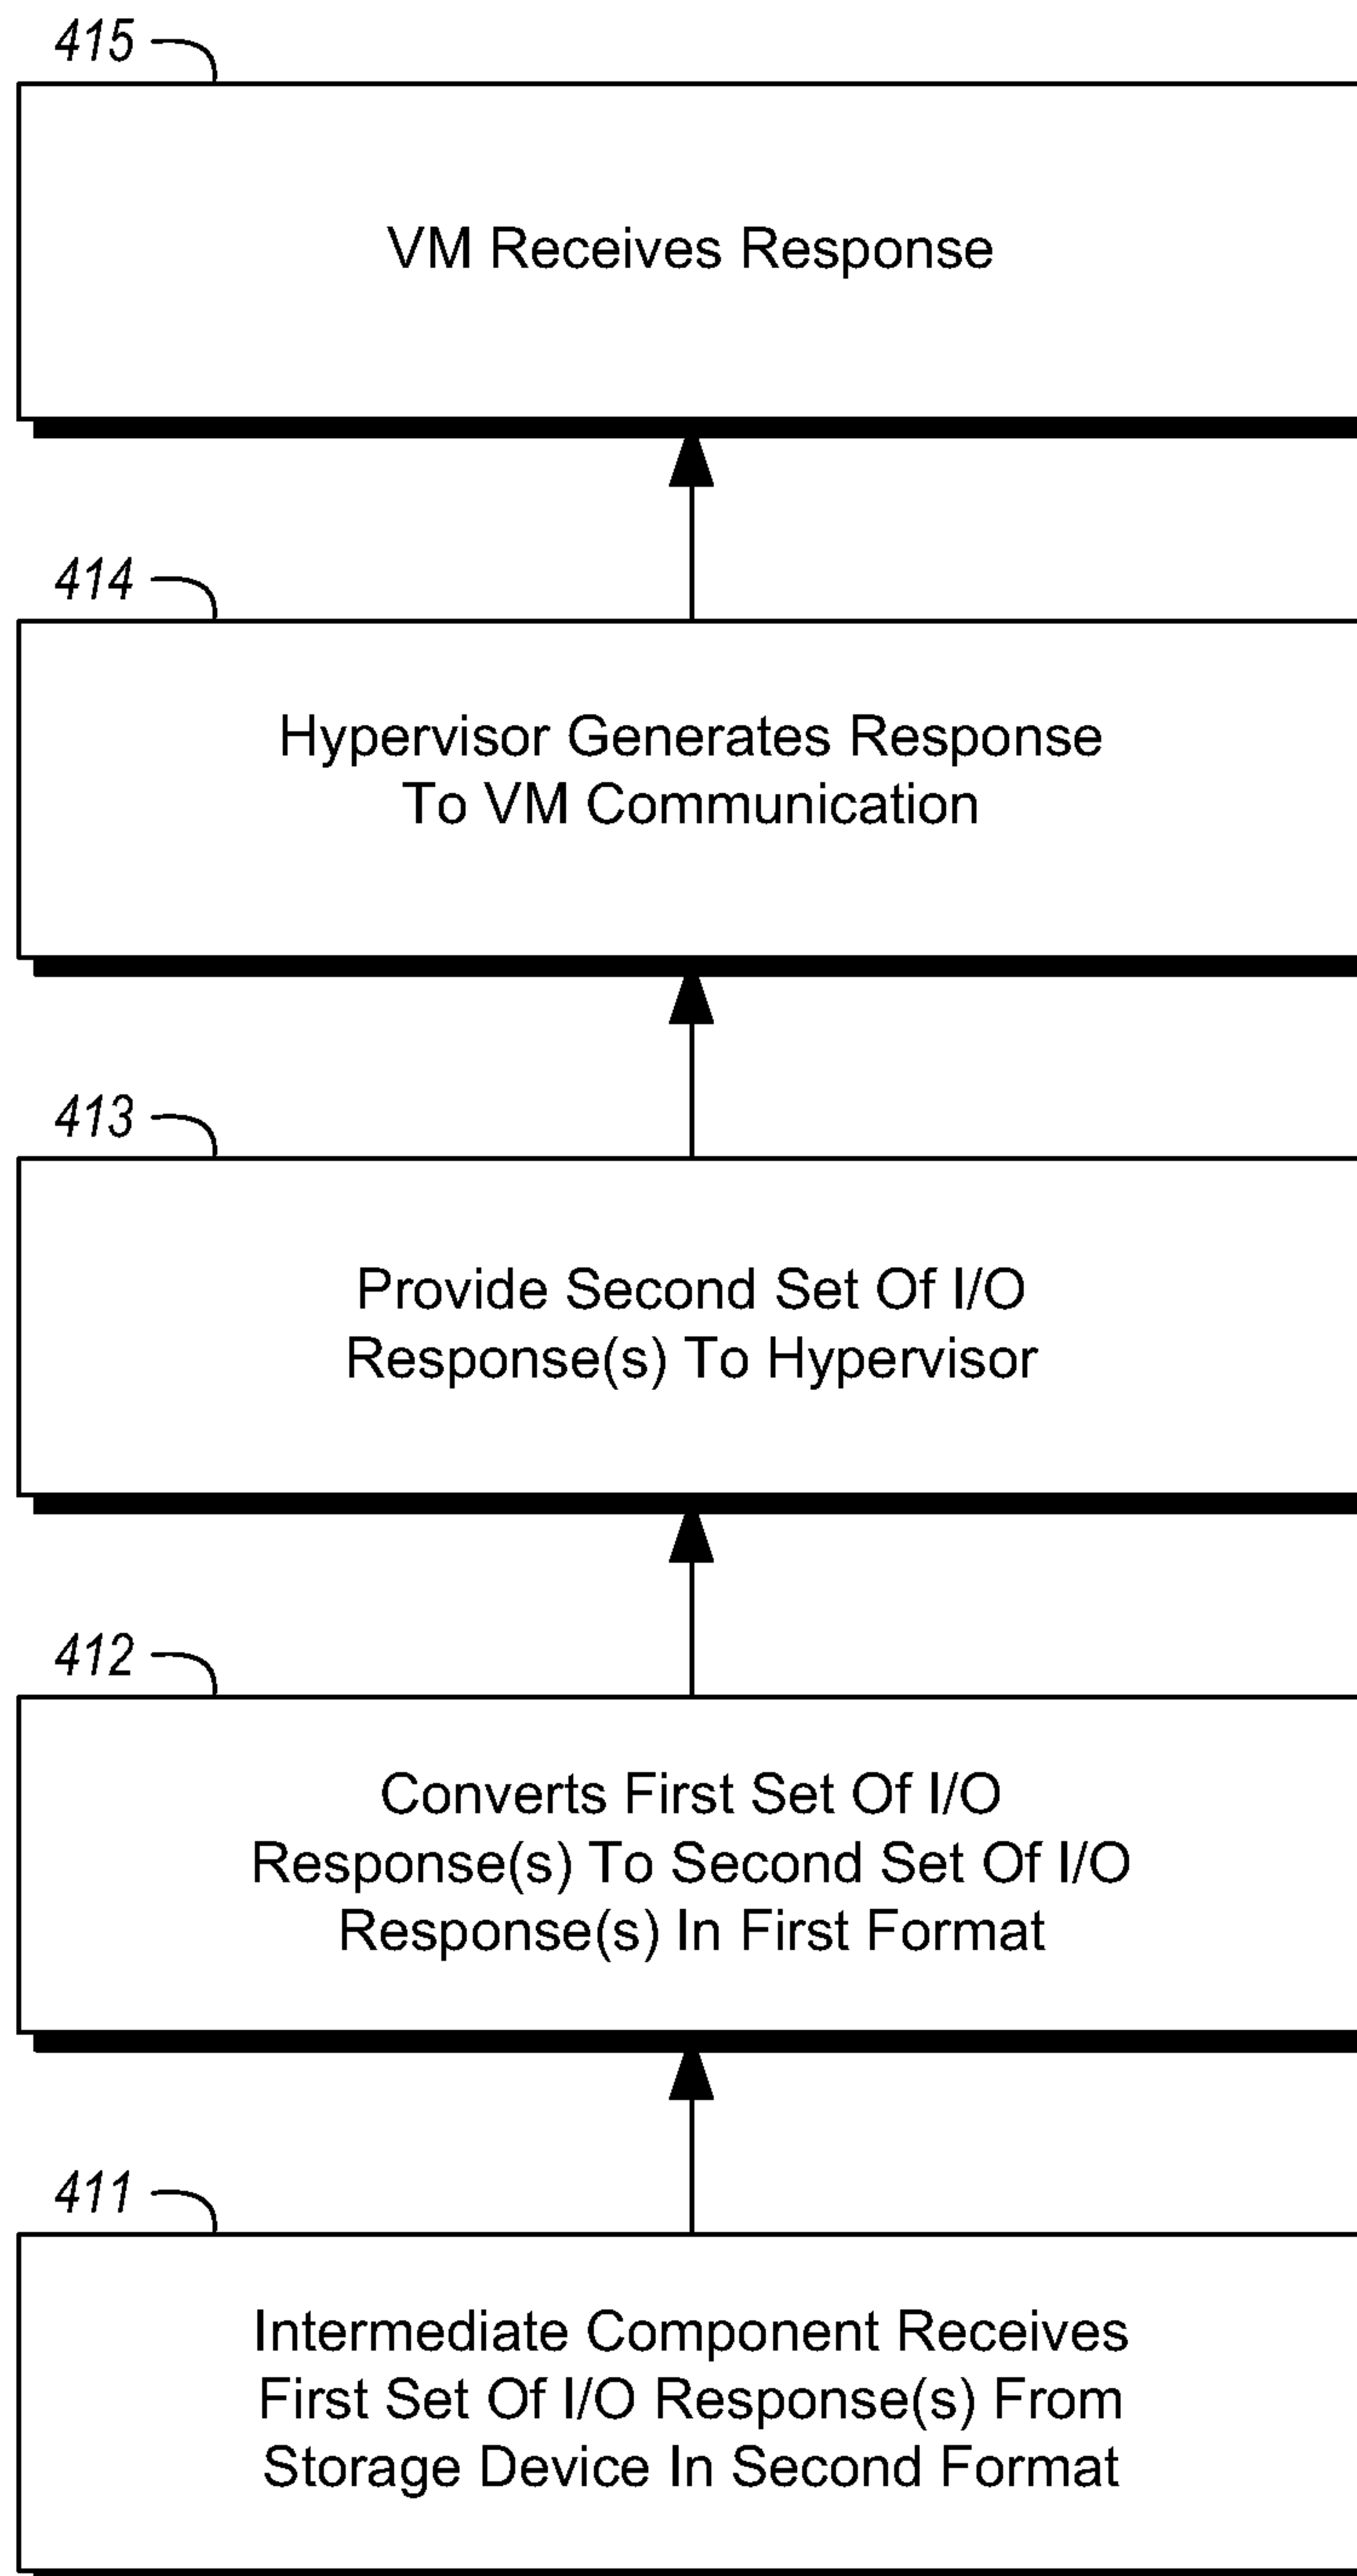 415
VM Receives Response
414
Hypervisor Generates Response
To VM Communication
413
Provide Second Set Of I/O
Response(s) To Hypervisor
412
Converts First Set Of I/O
Response(s) To Second Set Of I/O
Response(s) In First Format
411
Intermediate Component Receives
First Set Of I/O Response(s) From
Storage Device In Second Format